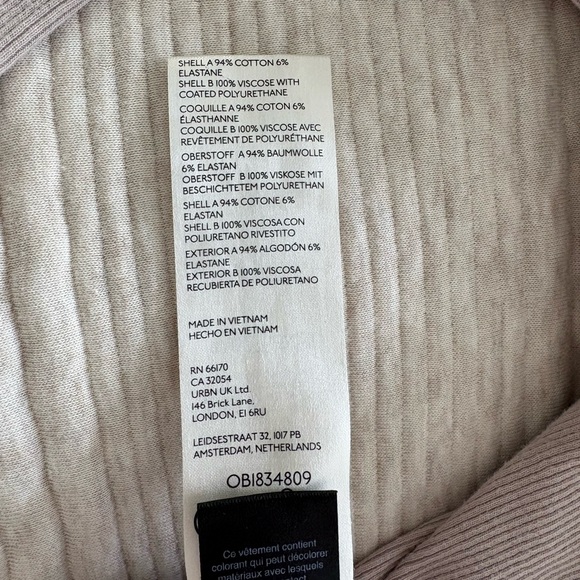 SHELL A 94% COTTON 6%
ELASTANE
SHELL B 100% VISCOSE WITH
COATED POLYURETHANE
COQUILLE A 94% COTON 6%
ÉLASTHANNE
COQUILLE B 100% VISCOSE AVEC
REVÊTEMENT DE POLYURÉTHANE
OBERSTOFF A 94% BAUMWOLLE
6% ELASTAN
OBERSTOFF B 100% VISKOSE MIT
BESCHICHTETEM POLYURETHAN
SHELL A 94% COTONE 6%
ELASTAN
SHELL B 100% VISCOSA CON
POLIURETANO RIVESTITO
EXTERIOR A 94% ALGODÓN 6%
ELASTANE
EXTERIOR B 100% VISCOSA
RECUBIERTA DE POLIURETANO
MADE IN VIETNAM
HECHO EN VIETNAM
RN 66170
CA 32054
URBN UK Ltd.
146 Brick Lane,
LONDON, E1 6RU
LEIDSESTRAAT 32, 1017 PB
AMSTERDAM, NETHERLANDS
OB1834809
Ce vêtement contient
colorant qui peut décolorer
matériaux avec lesquels